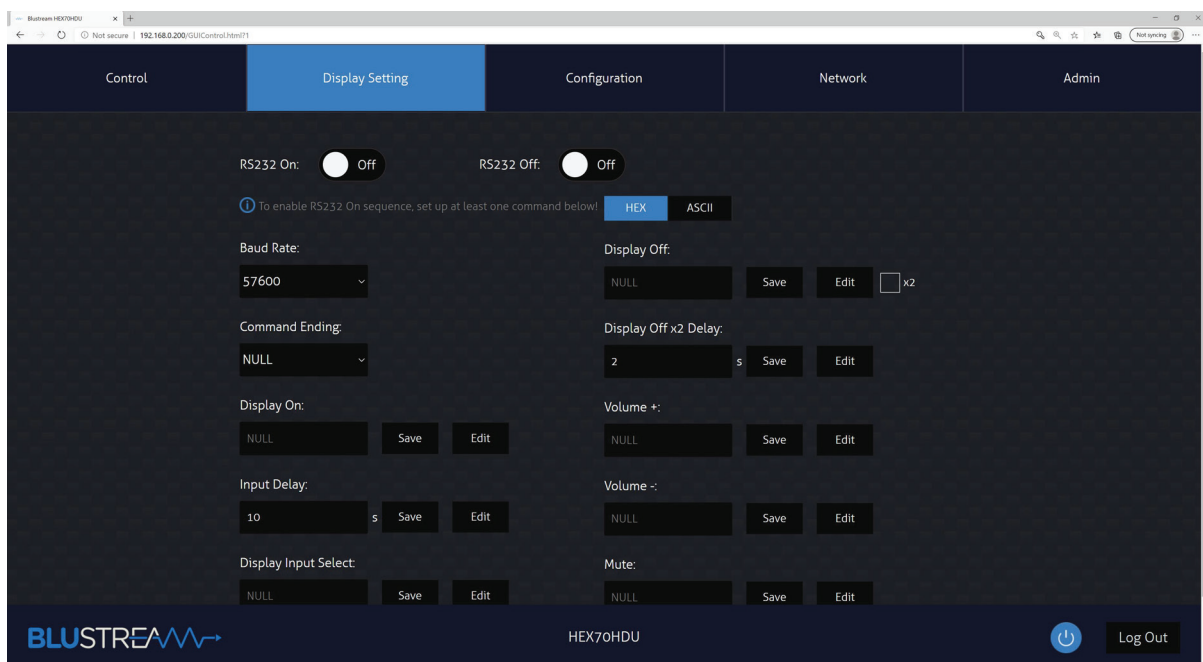 Blustream HEX70HDU
Not secure | 192.168.0.200/GUIControl.html?1
Not syncing
Control Display Setting Configuration Network Admin
RS232 On: Off RS232 Off: Off
To enable RS232 On sequence, set up at least one command below! HEX ASCII
Baud Rate: Display Off:
57600 NULL Save Edit x2
Command Ending: Display Off x2 Delay:
NULL 2 s Save Edit
Display On: Volume +:
NULL Save Edit NULL Save Edit
Input Delay: Volume -:
10 s Save Edit NULL Save Edit
Display Input Select: Mute:
NULL Save Edit NULL Save Edit
BLUSTREAM HEX70HDU Log Out